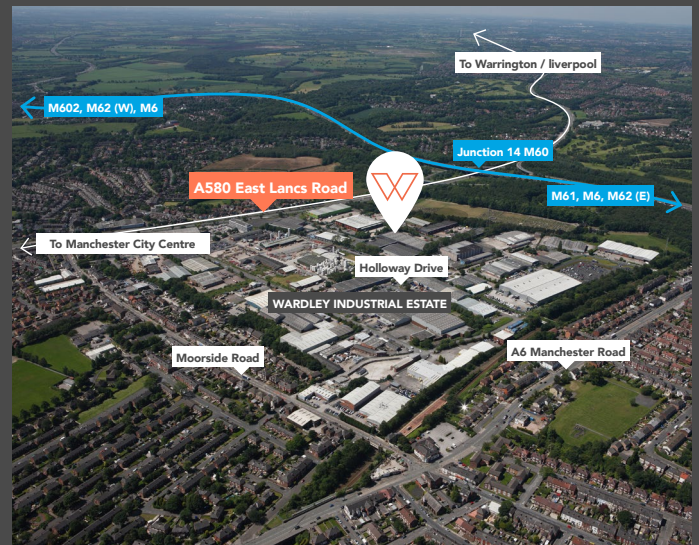 To Warrington / liverpool
M602, M62 (W), M6
Junction 14 M60
A580 East Lancs Road
M61, M6, M62 (E)
W
To Manchester City Centre
Holloway Drive
WARDLEY INDUSTRIAL ESTATE
Moorside Road
A6 Manchester Road